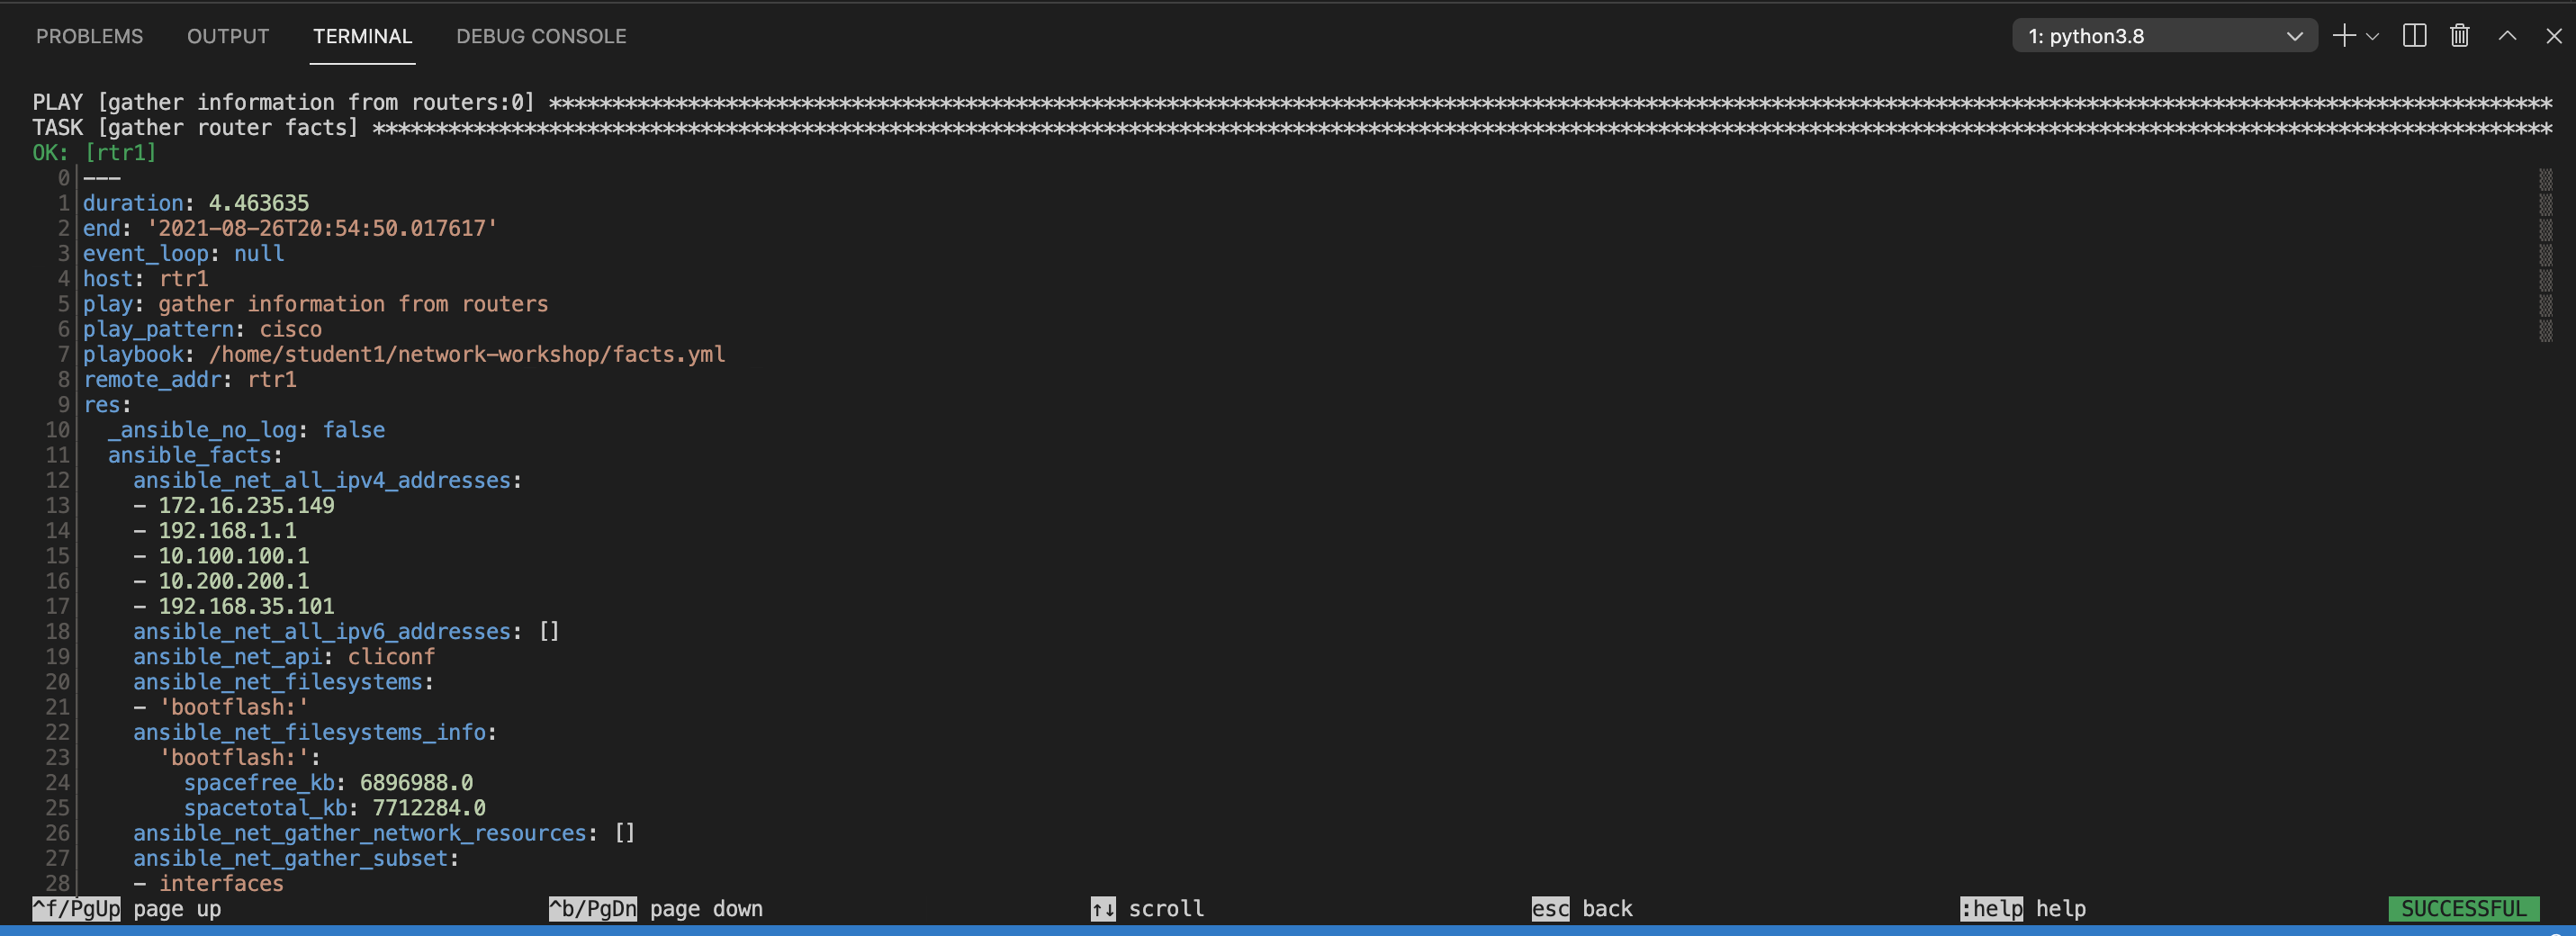 PROBLEMS OUTPUT TERMINAL DEBUG CONSOLE 1: python3.8
PLAY [gather information from routers:0] ****************************************************************************************************************************************************************
TASK [gather router facts] ******************************************************************************************************************************************************************************
OK: [rtr1]
0 ---
1 duration: 4.463635
2 end: '2021-08-26T20:54:50.017617'
3 event_loop: null
4 host: rtr1
5 play: gather information from routers
6 play_pattern: cisco
7 playbook: /home/student1/network-workshop/facts.yml
8 remote_addr: rtr1
9 res:
10   _ansible_no_log: false
11   ansible_facts:
12     ansible_net_all_ipv4_addresses:
13     - 172.16.235.149
14     - 192.168.1.1
15     - 10.100.100.1
16     - 10.200.200.1
17     - 192.168.35.101
18     ansible_net_all_ipv6_addresses: []
19     ansible_net_api: cliconf
20     ansible_net_filesystems:
21     - 'bootflash:'
22     ansible_net_filesystems_info:
23       'bootflash:':
24         spacefree_kb: 6896988.0
25         spacetotal_kb: 7712284.0
26     ansible_net_gather_network_resources: []
27     ansible_net_gather_subset:
28     - interfaces
^f/PgUp page up ^b/PgDn page down ↑↓ scroll esc back :help help SUCCESSFUL